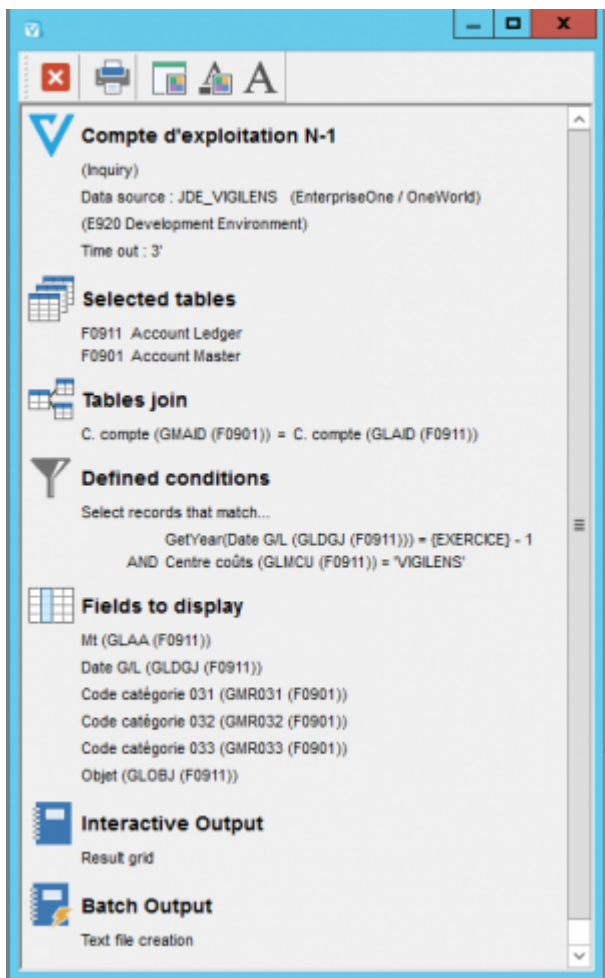 Compte d'exploitation N-1
(Inquiry)
Data source : JDE_VIGILENS (EnterpriseOne / OneWorld)
(E920 Development Environment)
Time out : 3'
Selected tables
F0911 Account Ledger
F0901 Account Master
Tables join
C. compte (GMAID (F0901)) = C. compte (GLAID (F0911))
Defined conditions
Select records that match...
GetYear(Date G/L (GLDGJ (F0911))) = {EXERCICE} - 1
AND Centre coûts (GLMCU (F0911)) = 'VIGILENS'
Fields to display
Mt (GLAA (F0911))
Date G/L (GLDGJ (F0911))
Code catégorie 031 (GMR031 (F0901))
Code catégorie 032 (GMR032 (F0901))
Code catégorie 033 (GMR033 (F0901))
Objet (GLOBJ (F0911))
Interactive Output
Result grid
Batch Output
Text file creation